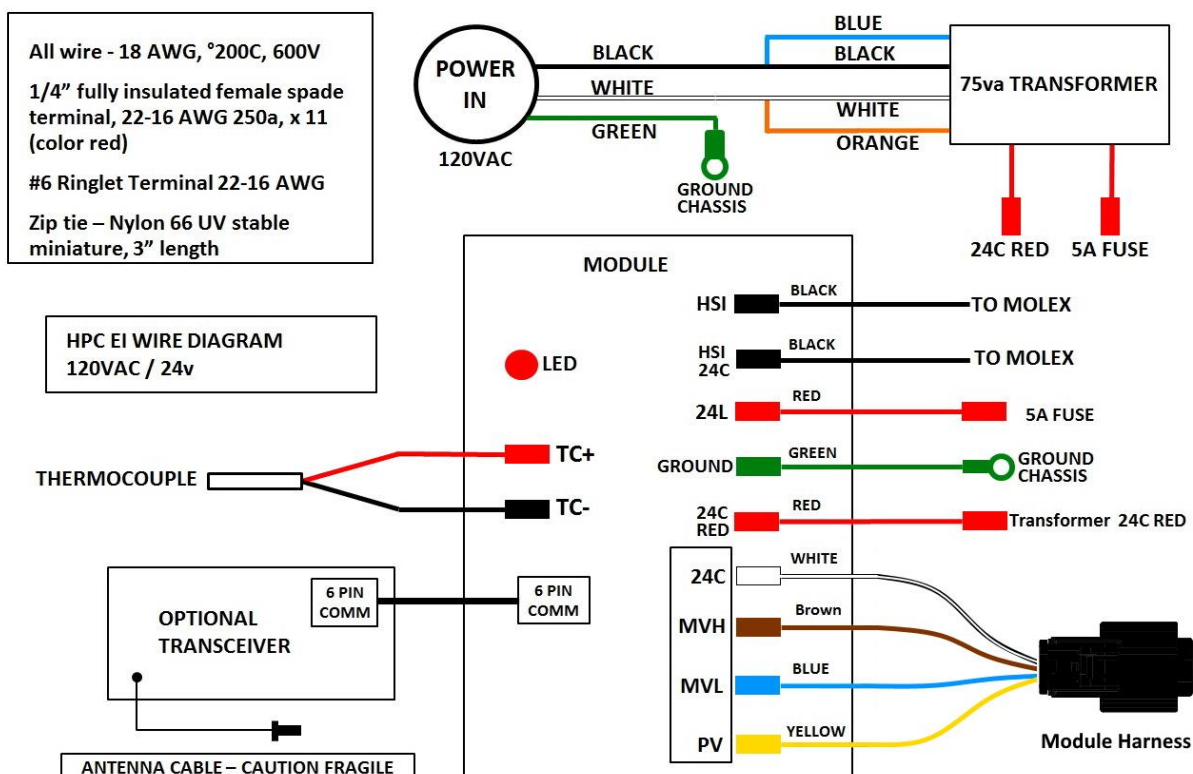 All wire - 18 AWG, °200C, 600V
1/4” fully insulated female spade
terminal, 22-16 AWG 250a, x 11
(color red)
#6 Ringlet Terminal 22-16 AWG
Zip tie – Nylon 66 UV stable
miniature, 3” length
POWER
IN
120VAC
BLACK
WHITE
GREEN
GROUND
CHASSIS
BLUE
BLACK
WHITE
ORANGE
75va TRANSFORMER
24C RED
5A FUSE
HPC EI WIRE DIAGRAM
120VAC / 24v
MODULE
LED
HSI
BLACK
TO MOLEX
HSI
24C
BLACK
TO MOLEX
24L
RED
5A FUSE
THERMOCOUPLE
TC+
TC-
GROUND
GREEN
GROUND
CHASSIS
24C
RED
RED
Transformer 24C RED
OPTIONAL
TRANSCEIVER
6 PIN
COMM
6 PIN
COMM
24C
WHITE
MVH
Brown
MVL
BLUE
PV
YELLOW
Module Harness
ANTENNA CABLE – CAUTION FRAGILE